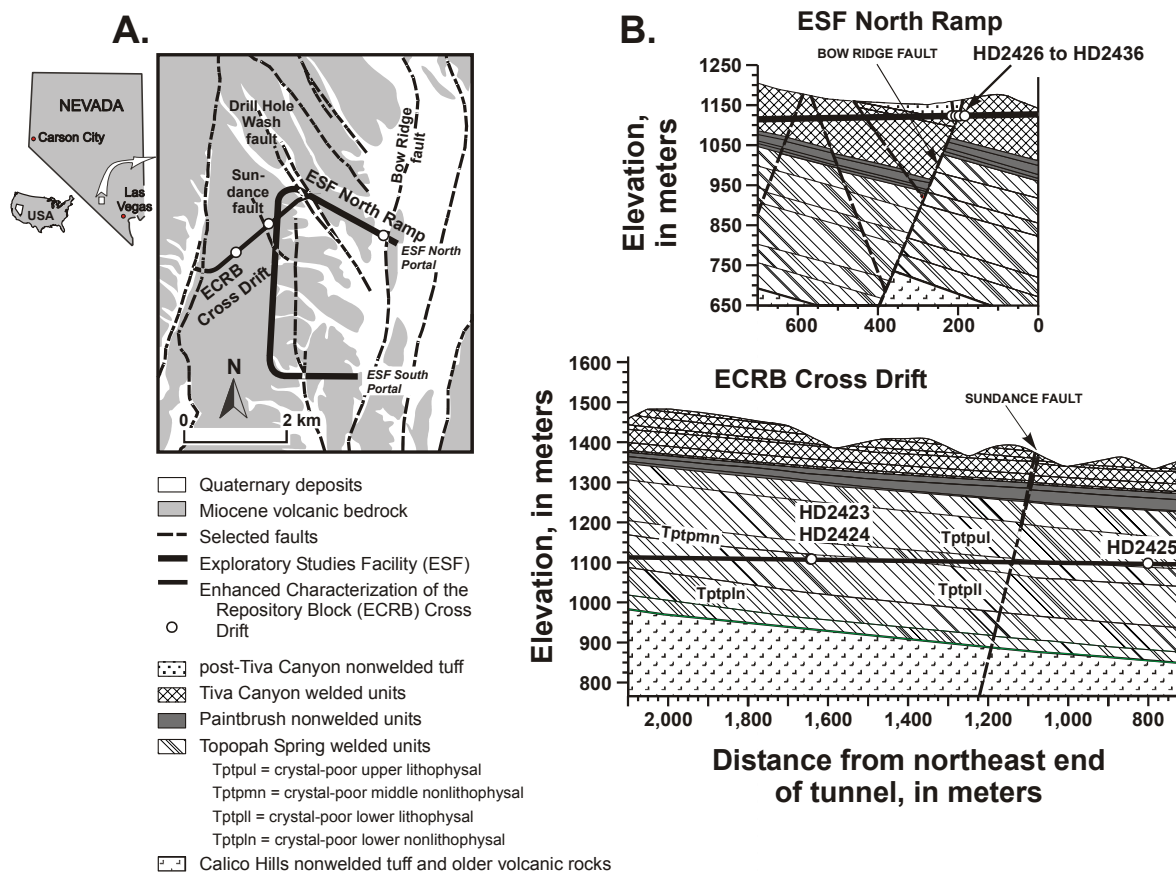 A.
NEVADA
Carson City
Las
Vegas
USA
Drill Hole
Wash
fault
Bow Ridge
fault
Sun-
dance
fault
ESF North Ramp
ESF North
Portal
ECRB
Cross Drift
ESF South
Portal
N
0
2 km
Quaternary deposits
Miocene volcanic bedrock
Selected faults
Exploratory Studies Facility (ESF)
Enhanced Characterization of the
Repository Block (ECRB) Cross
Drift
post-Tiva Canyon nonwelded tuff
Tiva Canyon welded units
Paintbrush nonwelded units
Topopah Spring welded units
Tptpul = crystal-poor upper lithophysal
Tptpmn = crystal-poor middle nonlithophysal
Tptpll = crystal-poor lower lithophysal
Tptpln = crystal-poor lower nonlithophysal
Calico Hills nonwelded tuff and older volcanic rocks
B.
ESF North Ramp
BOW RIDGE FAULT
HD2426 to HD2436
Elevation,
in meters
1250
1150
1050
950
850
750
650
600
400
200
0
ECRB Cross Drift
SUNDANCE FAULT
Elevation, in meters
1600
1500
1400
1300
1200
1100
1000
900
800
HD2423
HD2424
HD2425
Tptpmn
Tptpul
Tptpln
Tptpll
2,000
1,800
1,600
1,400
1,200
1,000
800
Distance from northeast end
of tunnel, in meters